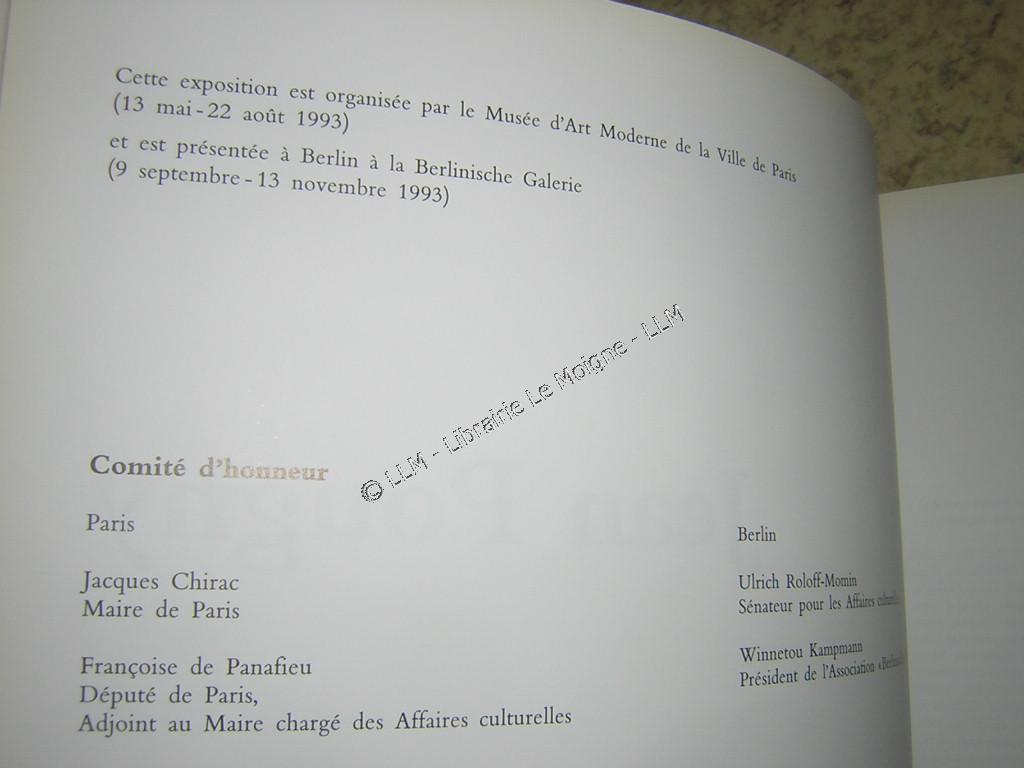 Cette exposition est organisée par le Musée d'Art Moderne de la Ville de Paris
(13 mai-22 août 1993)
et est présentée à Berlin à la Berlinische Galerie
(9 septembre-13 novembre 1993)
© LLM - Librairie Le Moigne - LLM
Comité d'honneur
Paris
Jacques Chirac
Maire de Paris
Françoise de Panafieu
Député de Paris,
Adjoint au Maire chargé des Affaires culturelles
Berlin
Ulrich Roloff-Momin
Sénateur pour les Affaires culturelles
Winnetou Kampmann
Président de l'Association